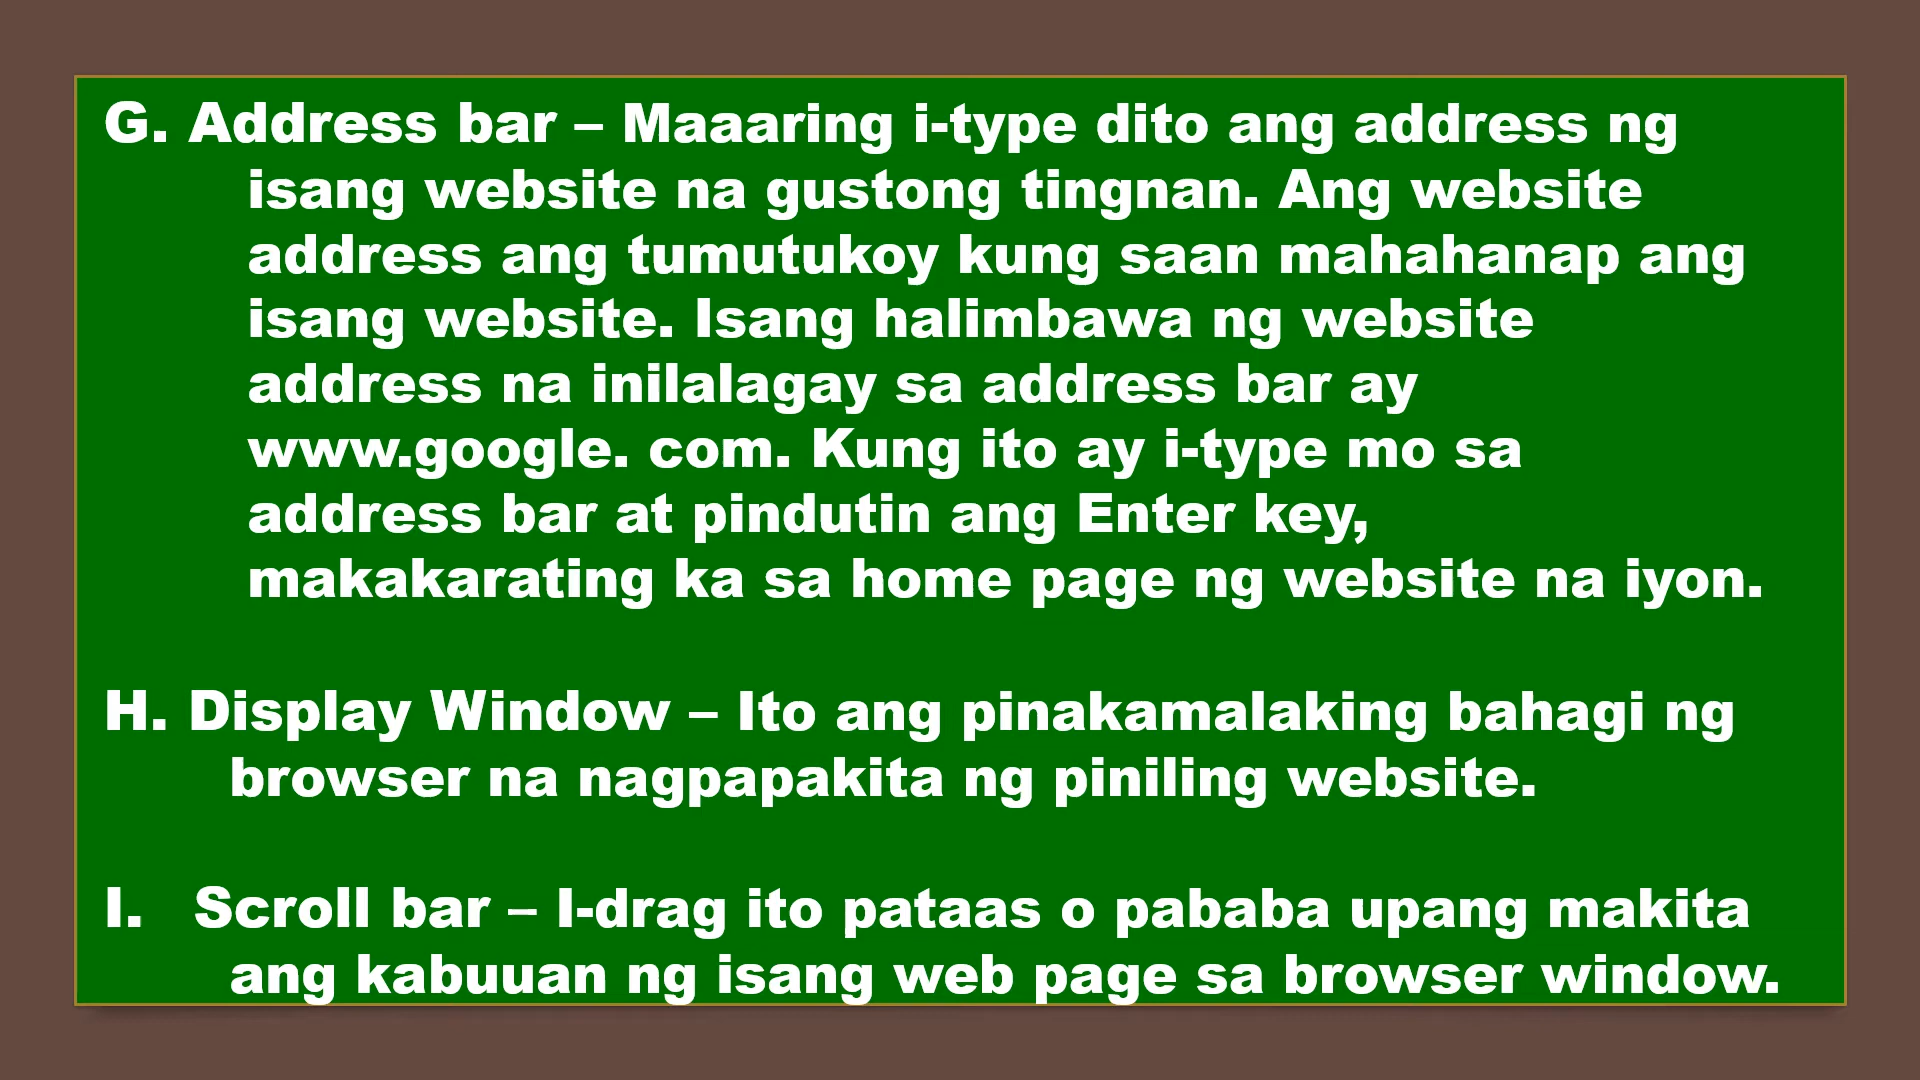 G. Address bar – Maaaring i-type dito ang address ng
isang website na gustong tingnan. Ang website
address ang tumutukoy kung saan mahahanap ang
isang website. Isang halimbawa ng website
address na inilalagay sa address bar ay
www.google. com. Kung ito ay i-type mo sa
address bar at pindutin ang Enter key,
makakarating ka sa home page ng website na iyon.
H. Display Window – Ito ang pinakamalaking bahagi ng
browser na nagpapakita ng piniling website.
I. Scroll bar – I-drag ito pataas o pababa upang makita
ang kabuuan ng isang web page sa browser window.